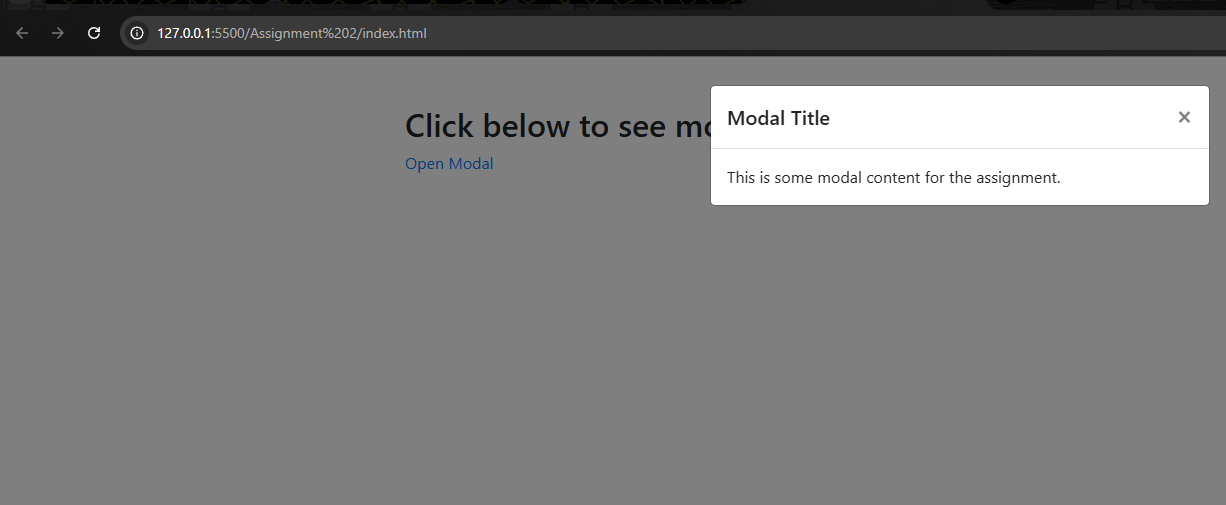 127.0.0.1:5500/Assignment%202/index.html
Click below to see mo
Open Modal
Modal Title
×
This is some modal content for the assignment.